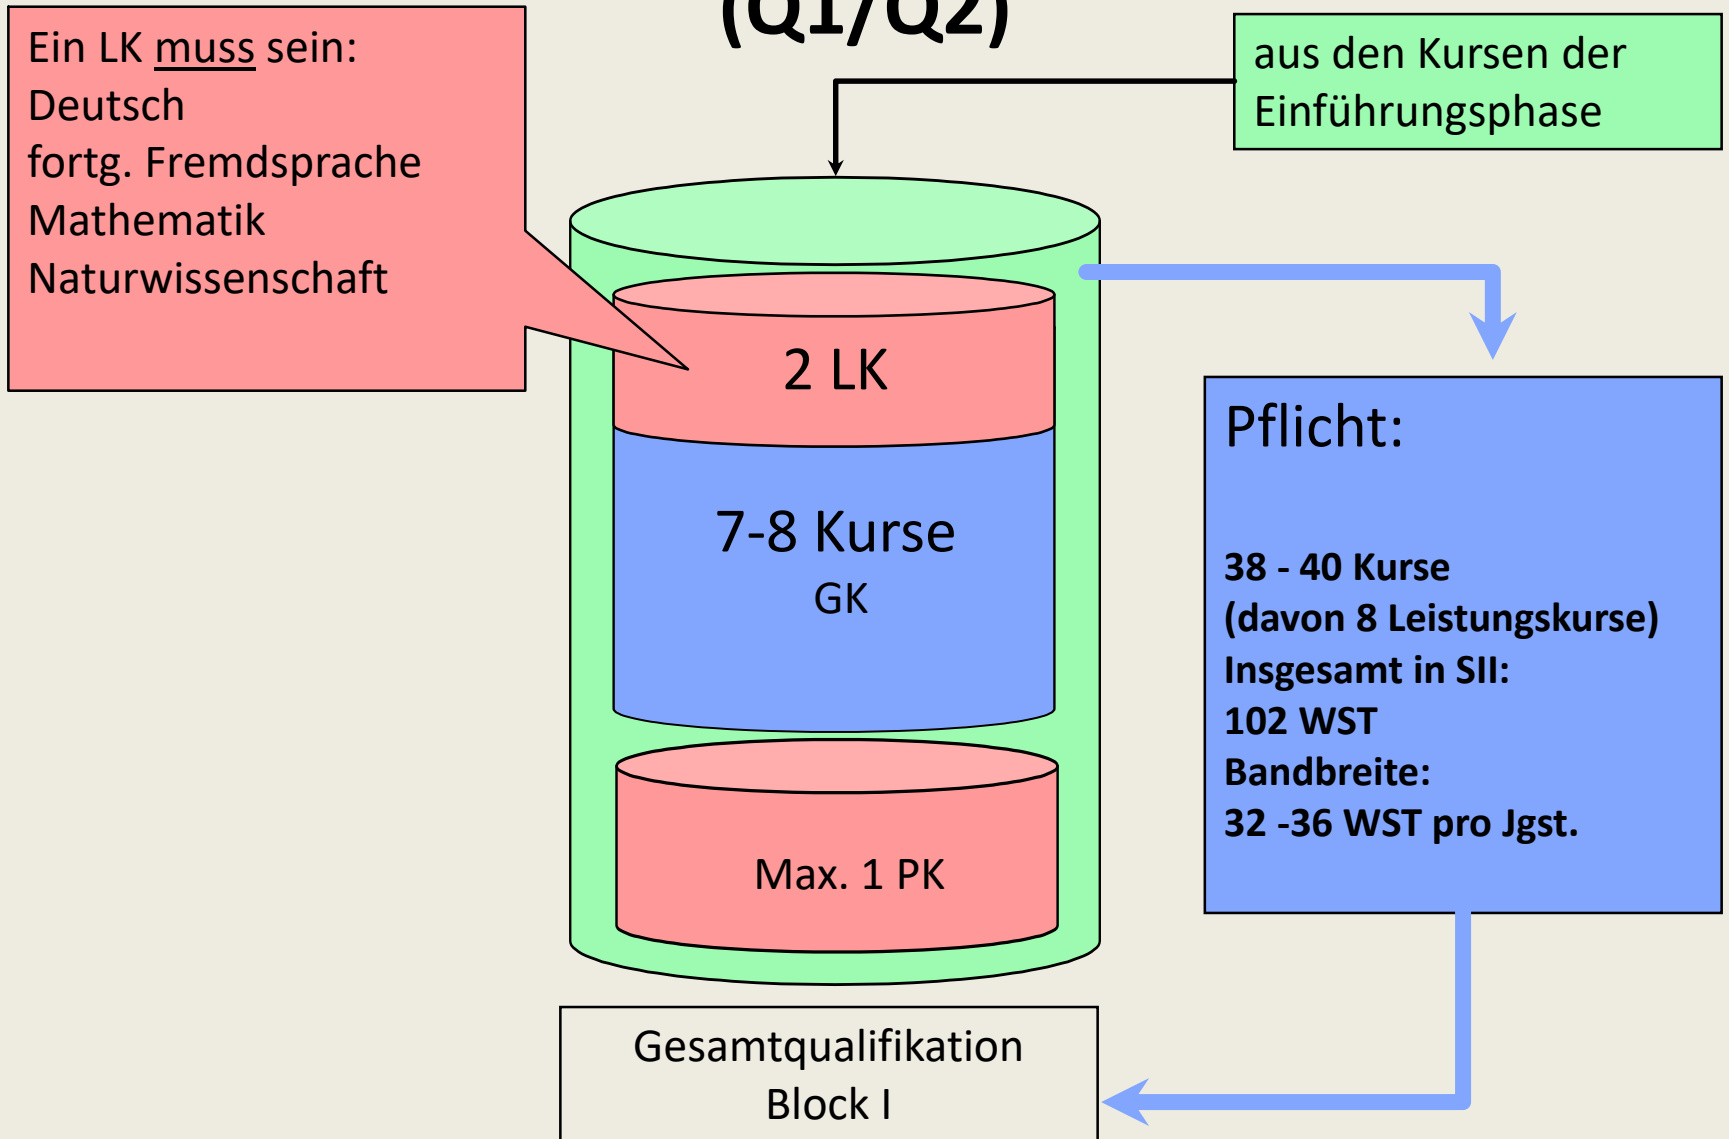 (Q1/Q2)
Ein LK muss sein:
Deutsch
fortg. Fremdsprache
Mathematik
Naturwissenschaft
aus den Kursen der
Einführungsphase
2 LK
7-8 Kurse
GK
Max. 1 PK
Pflicht:
38 - 40 Kurse
(davon 8 Leistungskurse)
Insgesamt in SII:
102 WST
Bandbreite:
32 -36 WST pro Jgst.
Gesamtqualifikation
Block I